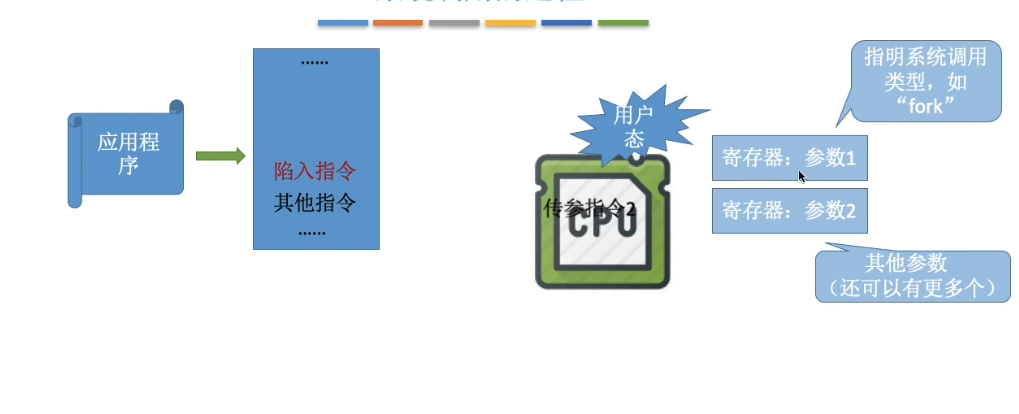 ......
应用程
序
陷入指令
其他指令
......
用户
态
传参指令2
CPU
指明系统调用
类型，如
“fork”
寄存器：参数1
寄存器：参数2
其他参数
（还可以有更多个）